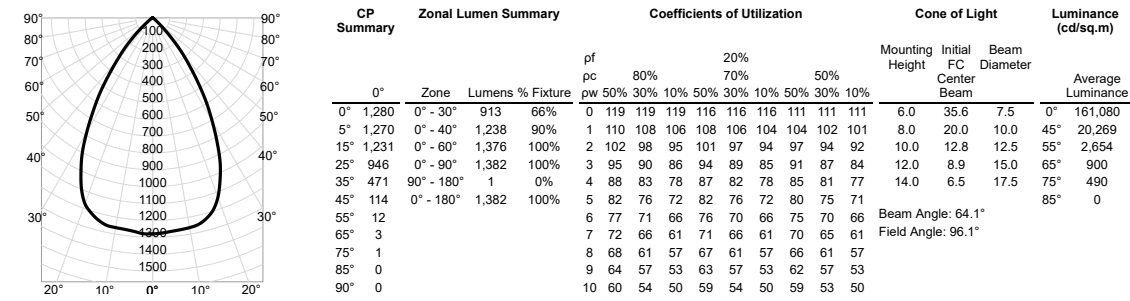 90° 90°
80° 80°
70° 70°
60° 60°
50° 50°
40° 40°
30° 30°
20° 10° 0° 10° 20°
100
200
300
400
500
600
700
800
900
1000
1100
1200
1300
1400
1500
CP Summary
0°
0° 1,280
5° 1,270
15° 1,231
25° 946
35° 471
45° 114
55° 12
65° 3
75° 1
85° 0
90° 0
Zonal Lumen Summary
Zone Lumens % Fixture
0° - 30° 913 66%
0° - 40° 1,238 90%
0° - 60° 1,376 100%
0° - 90° 1,382 100%
90° - 180° 1 0%
0° - 180° 1,382 100%
Coefficients of Utilization
ρf 20%
ρc 80% 70% 50%
ρw 50% 30% 10% 50% 30% 10% 50% 30% 10%
0 119 119 119 116 116 116 111 111 111
1 110 108 106 108 106 104 104 102 101
2 102 98 95 101 97 94 97 94 92
3 95 90 86 94 89 85 91 87 84
4 88 83 78 87 82 78 85 81 77
5 82 76 72 82 76 72 80 75 71
6 77 71 66 76 70 66 75 70 66
7 72 66 61 71 66 61 70 65 61
8 68 61 57 67 61 57 66 61 57
9 64 57 53 63 57 53 62 57 53
10 60 54 50 59 54 50 59 53 50
Cone of Light
Mounting Height Initial FC Center Beam Beam Diameter
6.0 35.6 7.5
8.0 20.0 10.0
10.0 12.8 12.5
12.0 8.9 15.0
14.0 6.5 17.5
Beam Angle: 64.1°
Field Angle: 96.1°
Luminance
(cd/sq.m)
Average
Luminance
0° 161,080
45° 20,269
55° 2,654
65° 900
75° 490
85° 0